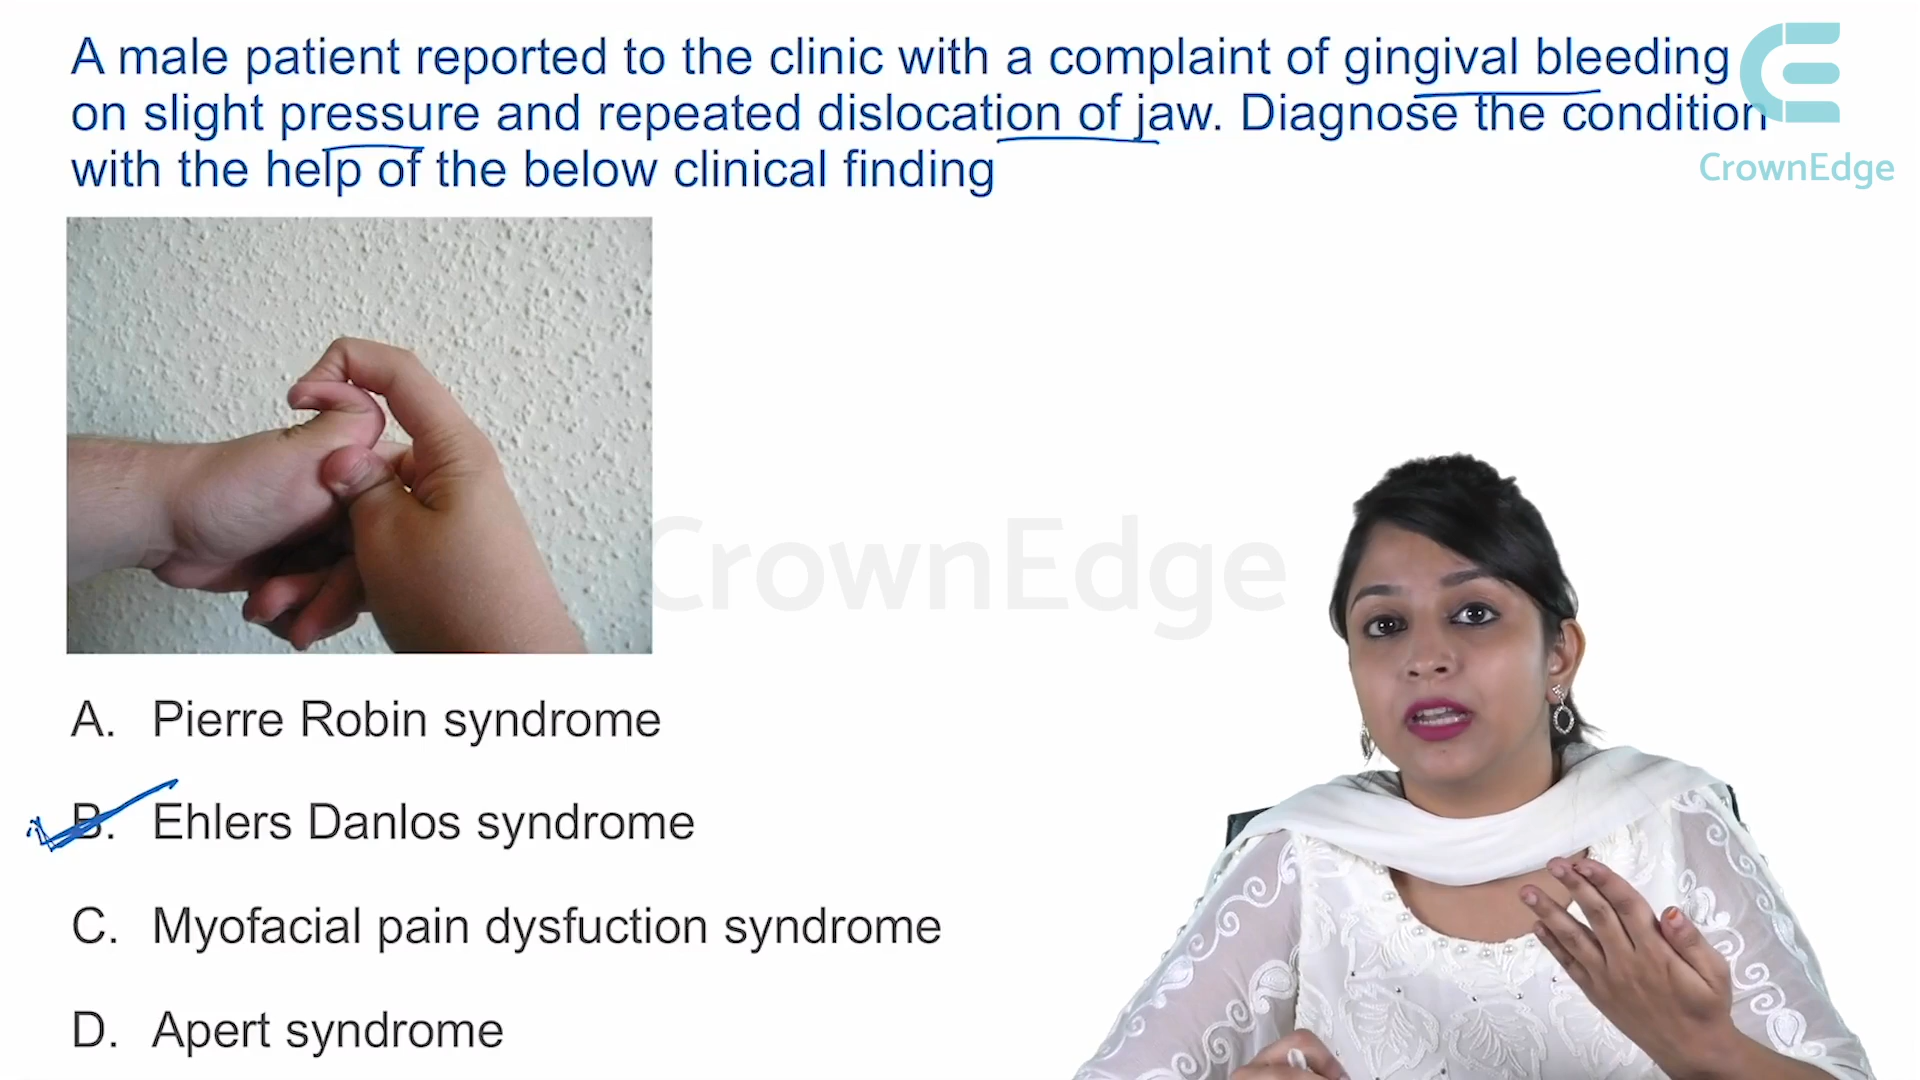 A male patient reported to the clinic with a complaint of gingival bleeding
on slight pressure and repeated dislocation of jaw. Diagnose the condition
with the help of the below clinical finding
CrownEdge
CrownEdge
A. Pierre Robin syndrome
B. Ehlers Danlos syndrome
C. Myofacial pain dysfuction syndrome
D. Apert syndrome